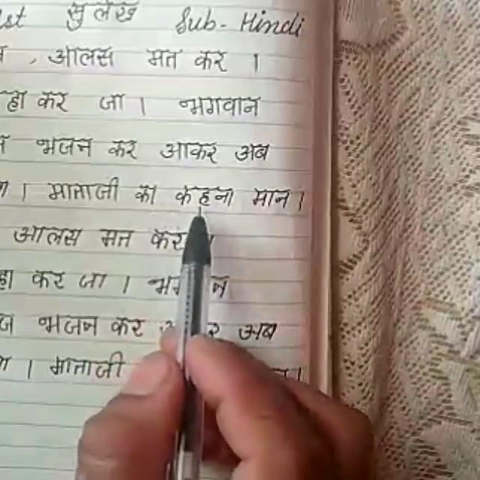 सुलेख Sub-Hindi
, आलस मत कर ।
हा कर जा । भगवान
भजन कर आकर अब
। माताजी का कहना मान ।
आलस मत कर
हा कर जा ।
भजन कर अब
। माताजी